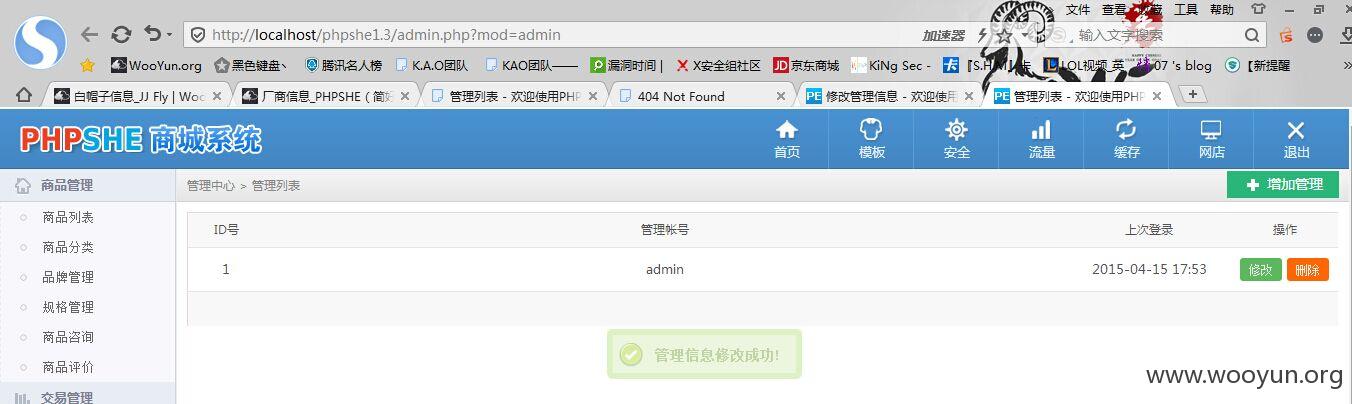 文件 查看 收藏 工具 帮助
http://localhost/phpshe1.3/admin.php?mod=admin 加速器 输入文字搜索
WooYun.org 黑色键盘丶 腾讯名人榜 K.A.O团队 KAO团队—— 漏洞时间 | X安全组社区 京东商城 KiNg Sec - 【S.H.M】卡 LOL视频_英 07 's blog 【新提醒
白帽子信息_JJ Fly | Woo 厂商信息_PHPSHE ( 简好 管理列表 - 欢迎使用PHP 404 Not Found 修改管理信息 - 欢迎使用 管理列表 - 欢迎使用PHP
PHPSHE 商城系统
首页 模板 安全 流量 缓存 网店 退出
商品管理 管理中心 > 管理列表 增加管理
商品列表
商品分类
品牌管理
规格管理
商品咨询
商品评价
交易管理
ID号 管理帐号 上次登录 操作
1 admin 2015-04-15 17:53 修改 删除
管理信息修改成功!
www.wooyun.org